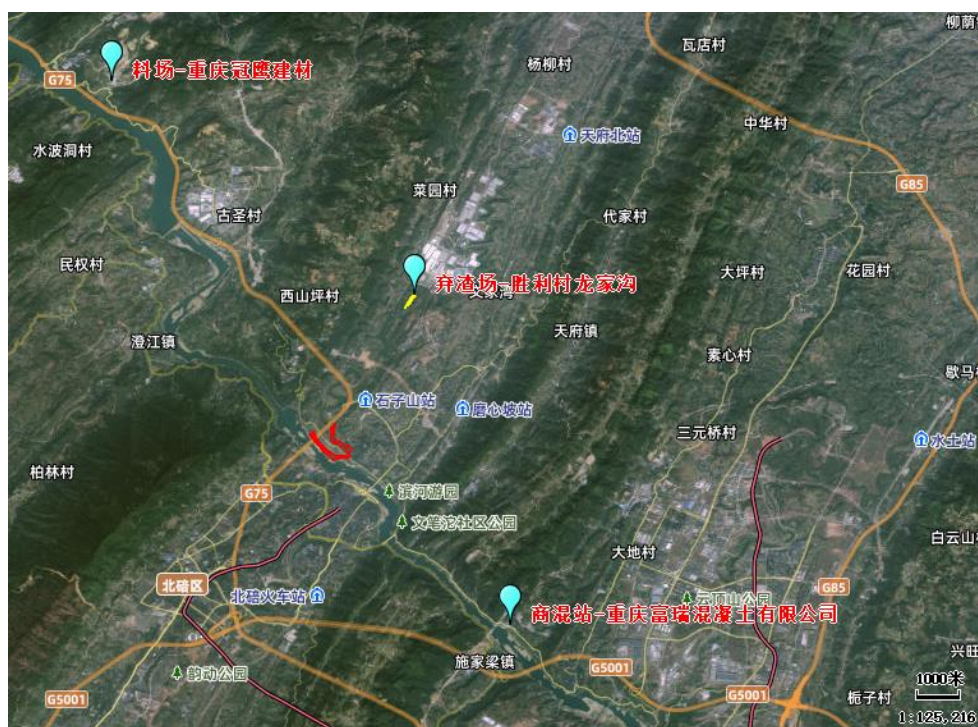 柳荫
瓦店村
杨柳村
料场-重庆冠鹰建材
G75
中华村
天府北站
水波洞村
G85
菜园村
古圣村
代家村
民权村
大坪村
花园村
弃渣场-胜利村龙家沟
西山坪村
天府镇
澄江镇
素心村
歇马
石子山站
磨心坡站
三元桥村
水土站
柏林村
G75
滨河游园
文笔沱社区公园
白云山
大地村
北碚区
G85
北碚火车站
云顶山公园
商混站-重庆富瑞混凝土有限公司
兴旺
施家梁镇
G5001
韵动公园
1000米
G5001
G5001
栀子村
1:125,216